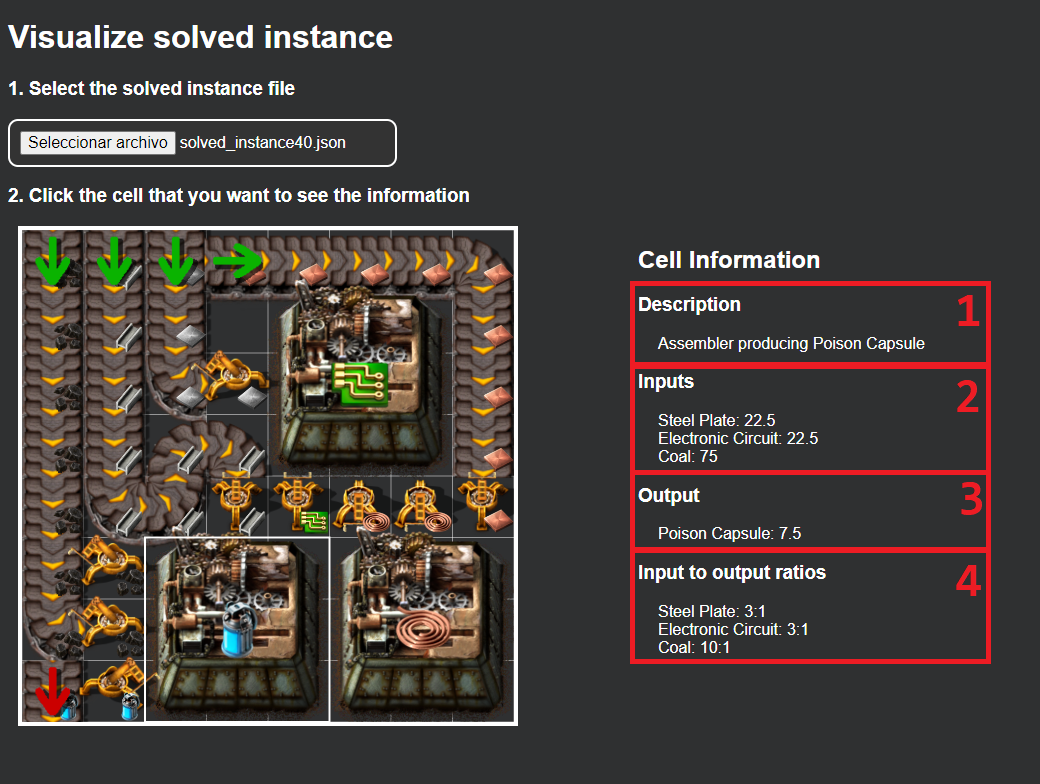 Visualize solved instance
1. Select the solved instance file
Seleccionar archivo solved_instance40.json
2. Click the cell that you want to see the information
Cell Information
Description 1
Assembler producing Poison Capsule
Inputs 2
Steel Plate: 22.5
Electronic Circuit: 22.5
Coal: 75
Output 3
Poison Capsule: 7.5
Input to output ratios 4
Steel Plate: 3:1
Electronic Circuit: 3:1
Coal: 10:1